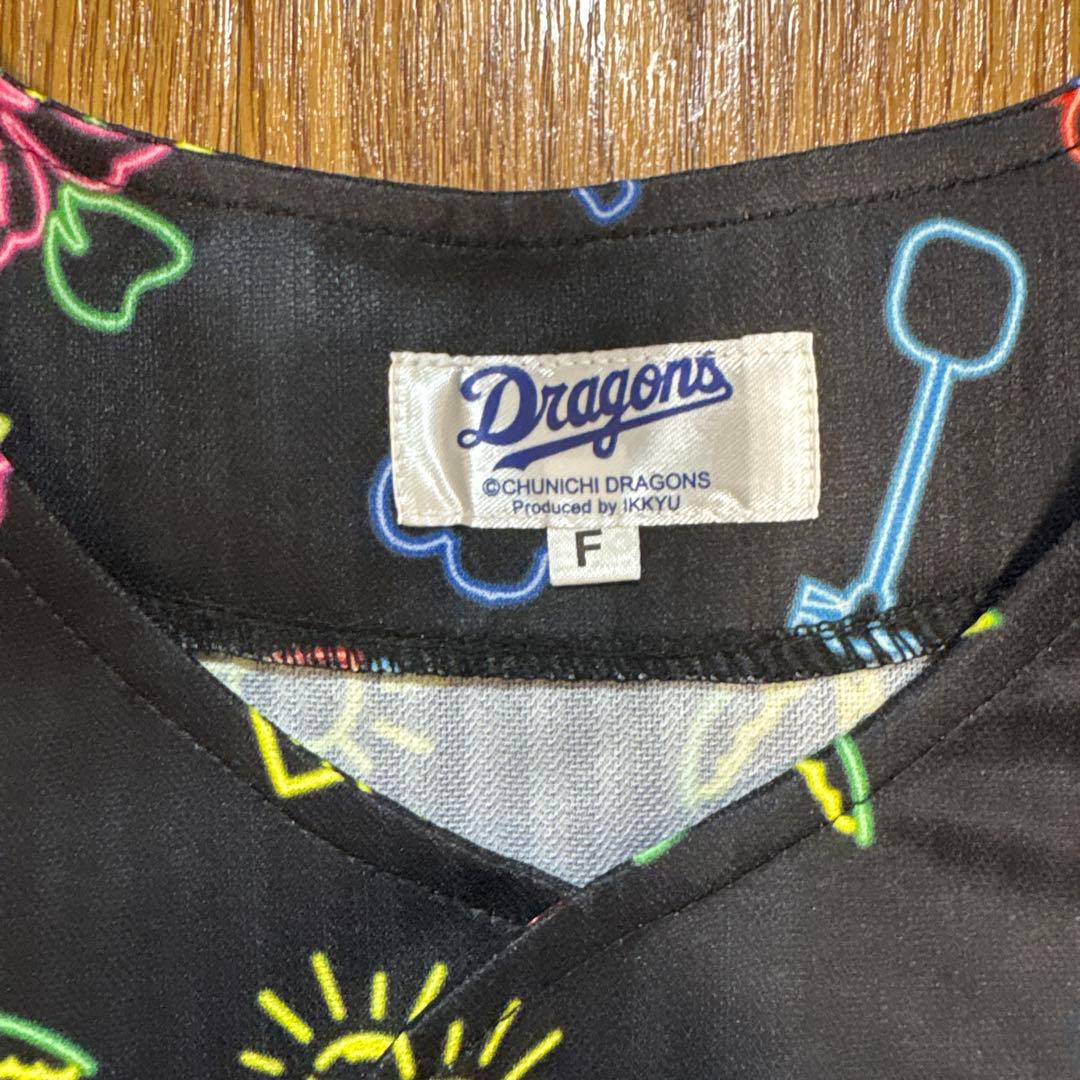 Dragons
©CHUNICHI DRAGONS
Produced by IKKYU
F